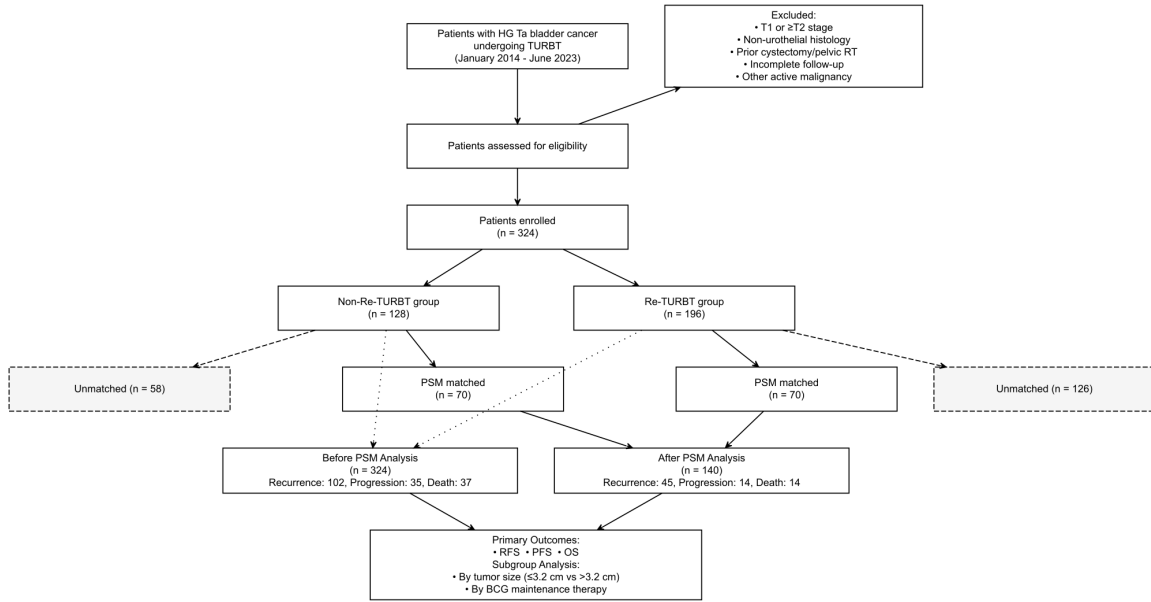 Patients with HG Ta bladder cancer
undergoing TURBT
(January 2014 - June 2023)
Excluded:
• T1 or ≥T2 stage
• Non-urothelial histology
• Prior cystectomy/pelvic RT
• Incomplete follow-up
• Other active malignancy
Patients assessed for eligibility
Patients enrolled
(n = 324)
Non-Re-TURBT group
(n = 128)
Re-TURBT group
(n = 196)
Unmatched (n = 58)
PSM matched
(n = 70)
PSM matched
(n = 70)
Unmatched (n = 126)
Before PSM Analysis
(n = 324)
Recurrence: 102, Progression: 35, Death: 37
After PSM Analysis
(n = 140)
Recurrence: 45, Progression: 14, Death: 14
Primary Outcomes:
• RFS • PFS • OS
Subgroup Analysis:
• By tumor size (≤3.2 cm vs >3.2 cm)
• By BCG maintenance therapy